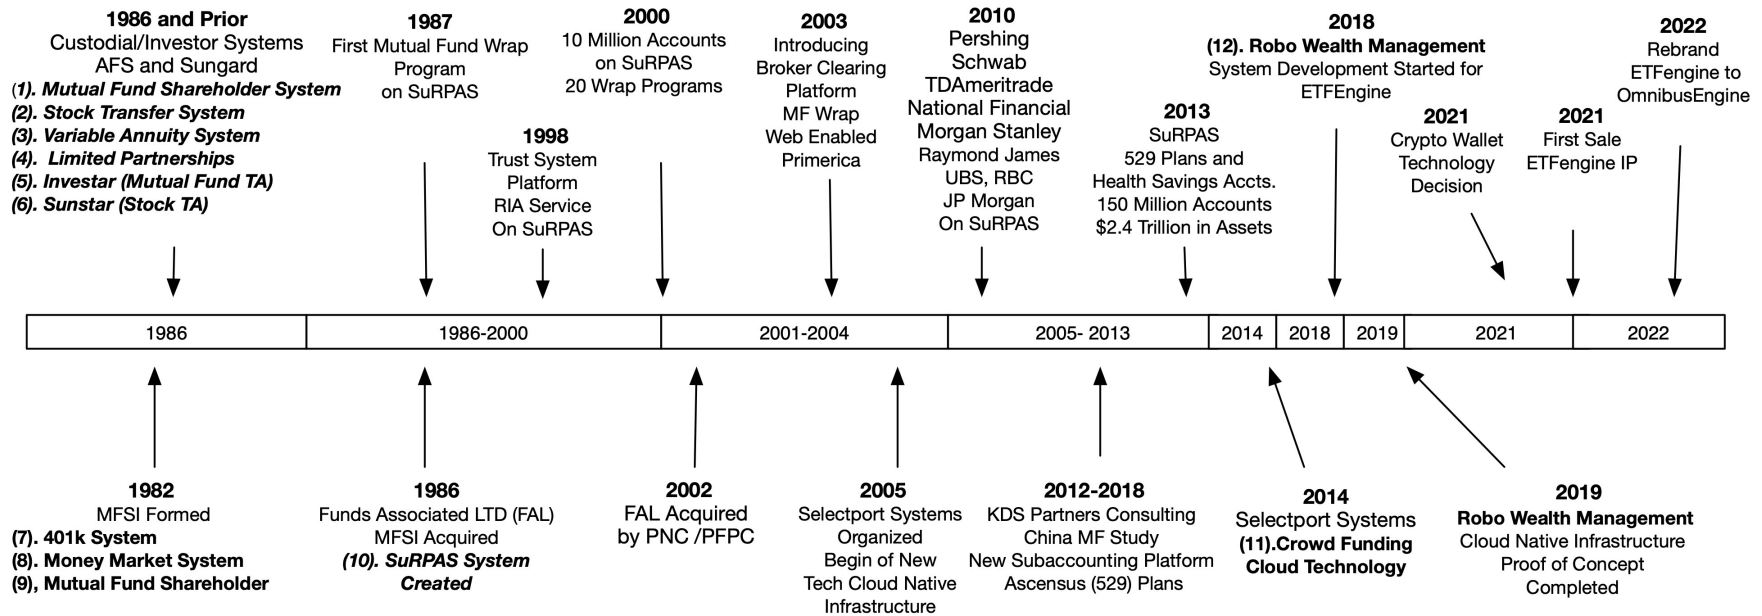 1986 and Prior
Custodial/Investor Systems
AFS and Sungard
(1). Mutual Fund Shareholder System
(2). Stock Transfer System
(3). Variable Annuity System
(4).  Limited Partnerships
(5). Investar (Mutual Fund TA)
(6). Sunstar (Stock TA)
1987
First Mutual Fund Wrap
Program
on SuRPAS
1998
Trust System
Platform
RIA Service
On SuRPAS
2000
10 Million Accounts
on SuRPAS
20 Wrap Programs
2003
Introducing
Broker Clearing
Platform
MF Wrap
Web Enabled
Primerica
2010
Pershing
Schwab
TDAmeritrade
National Financial
Morgan Stanley
Raymond James
UBS, RBC
JP Morgan
On SuRPAS
2013
SuRPAS
529 Plans and
Health Savings Accts.
150 Million Accounts
$2.4 Trillion in Assets
2018
(12). Robo Wealth Management
System Development Started for
ETFEngine
2021
Crypto Wallet
Technology
Decision
2021
First Sale
ETFengine IP
2022
Rebrand
ETFengine to
OmnibusEngine
1986
1986-2000
2001-2004
2005- 2013
2014
2018
2019
2021
2022
1982
MFSI Formed
(7). 401k System
(8). Money Market System
(9), Mutual Fund Shareholder
1986
Funds Associated LTD (FAL)
MFSI Acquired
(10). SuRPAS System
Created
2002
FAL Acquired
by PNC /PFPC
2005
Selectport Systems
Organized
Begin of New
Tech Cloud Native
Infrastructure
2012-2018
KDS Partners Consulting
China MF Study
New Subaccounting Platform
Ascensus (529) Plans
2014
Selectport Systems
(11).Crowd Funding
Cloud Technology
2019
Robo Wealth Management
Cloud Native Infrastructure
Proof of Concept
Completed